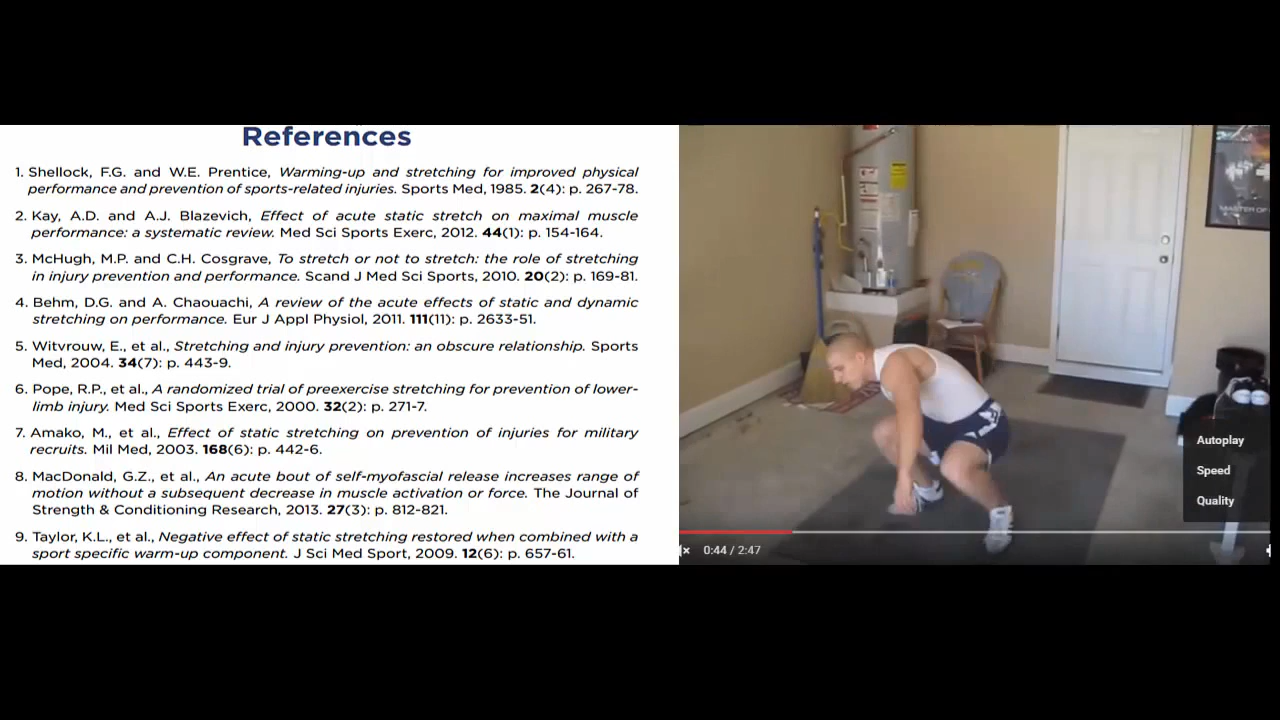 References
1. Shellock, F.G. and W.E. Prentice, Warming-up and stretching for improved physical
performance and prevention of sports-related injuries. Sports Med, 1985. 2(4): p. 267-78.
2. Kay, A.D. and A.J. Blazevich, Effect of acute static stretch on maximal muscle
performance: a systematic review. Med Sci Sports Exerc, 2012. 44(1): p. 154-164.
3. McHugh, M.P. and C.H. Cosgrave, To stretch or not to stretch: the role of stretching
in injury prevention and performance. Scand J Med Sci Sports, 2010. 20(2): p. 169-81.
4. Behm, D.G. and A. Chaouachi, A review of the acute effects of static and dynamic
stretching on performance. Eur J Appl Physiol, 2011. 111(11): p. 2633-51.
5. Witvrouw, E., et al., Stretching and injury prevention: an obscure relationship. Sports
Med, 2004. 34(7): p. 443-9.
6. Pope, R.P., et al., A randomized trial of preexercise stretching for prevention of lower-
limb injury. Med Sci Sports Exerc, 2000. 32(2): p. 271-7.
7. Amako, M., et al., Effect of static stretching on prevention of injuries for military
recruits. Mil Med, 2003. 168(6): p. 442-6.
8. MacDonald, G.Z., et al., An acute bout of self-myofascial release increases range of
motion without a subsequent decrease in muscle activation or force. The Journal of
Strength & Conditioning Research, 2013. 27(3): p. 812-821.
9. Taylor, K.L., et al., Negative effect of static stretching restored when combined with a
sport specific warm-up component. J Sci Med Sport, 2009. 12(6): p. 657-61.
MASTER OF
Autoplay
Speed
Quality
0:44 / 2:47